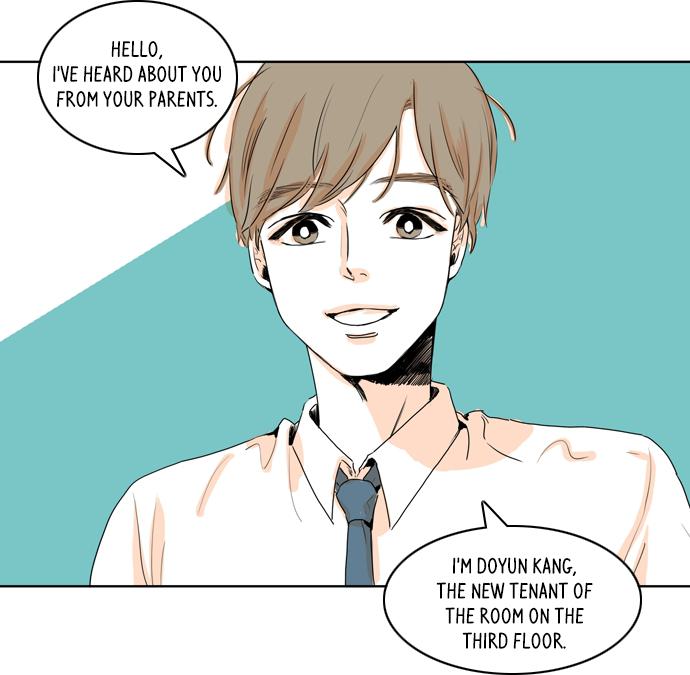 HELLO,
I'VE HEARD ABOUT YOU
FROM YOUR PARENTS.
I'M DOYUN KANG,
THE NEW TENANT OF
THE ROOM ON THE
THIRD FLOOR.